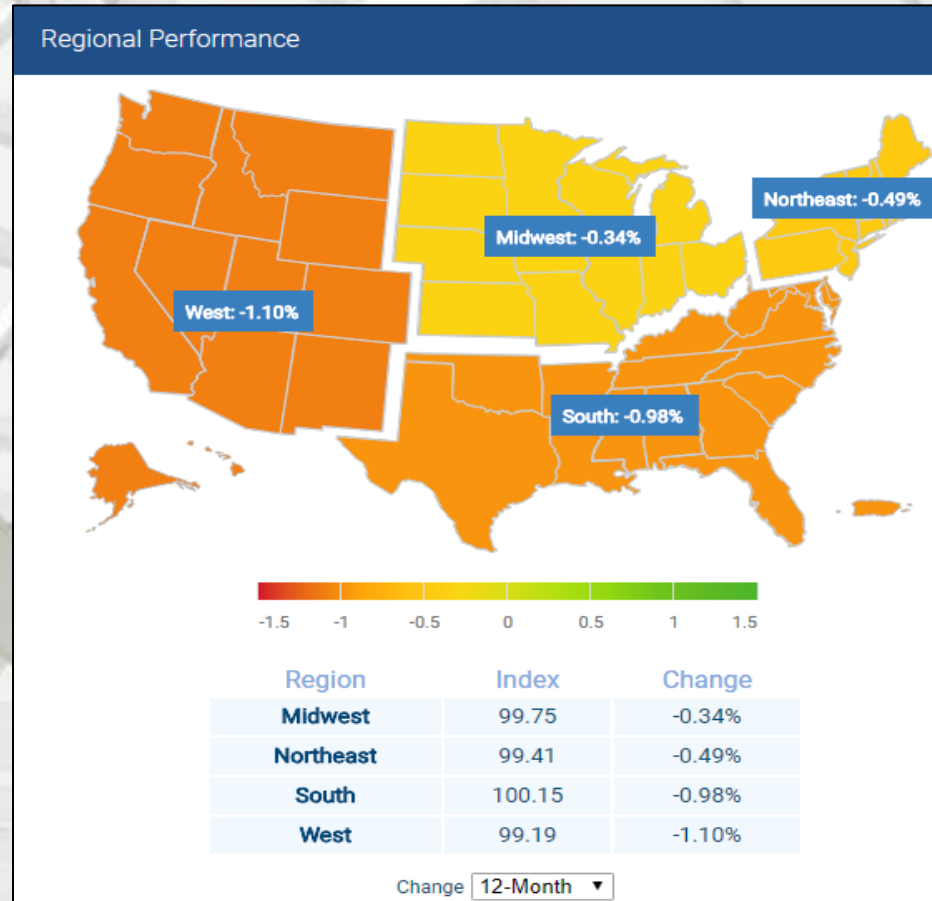 Regional Performance
Northeast: -0.49%
Midwest: -0.34%
West: -1.10%
South: -0.98%
-1.5 -1 -0.5 0 0.5 1 1.5
Region Index Change
Midwest 99.75 -0.34%
Northeast 99.41 -0.49%
South 100.15 -0.98%
West 99.19 -1.10%
Change 12-Month ▼